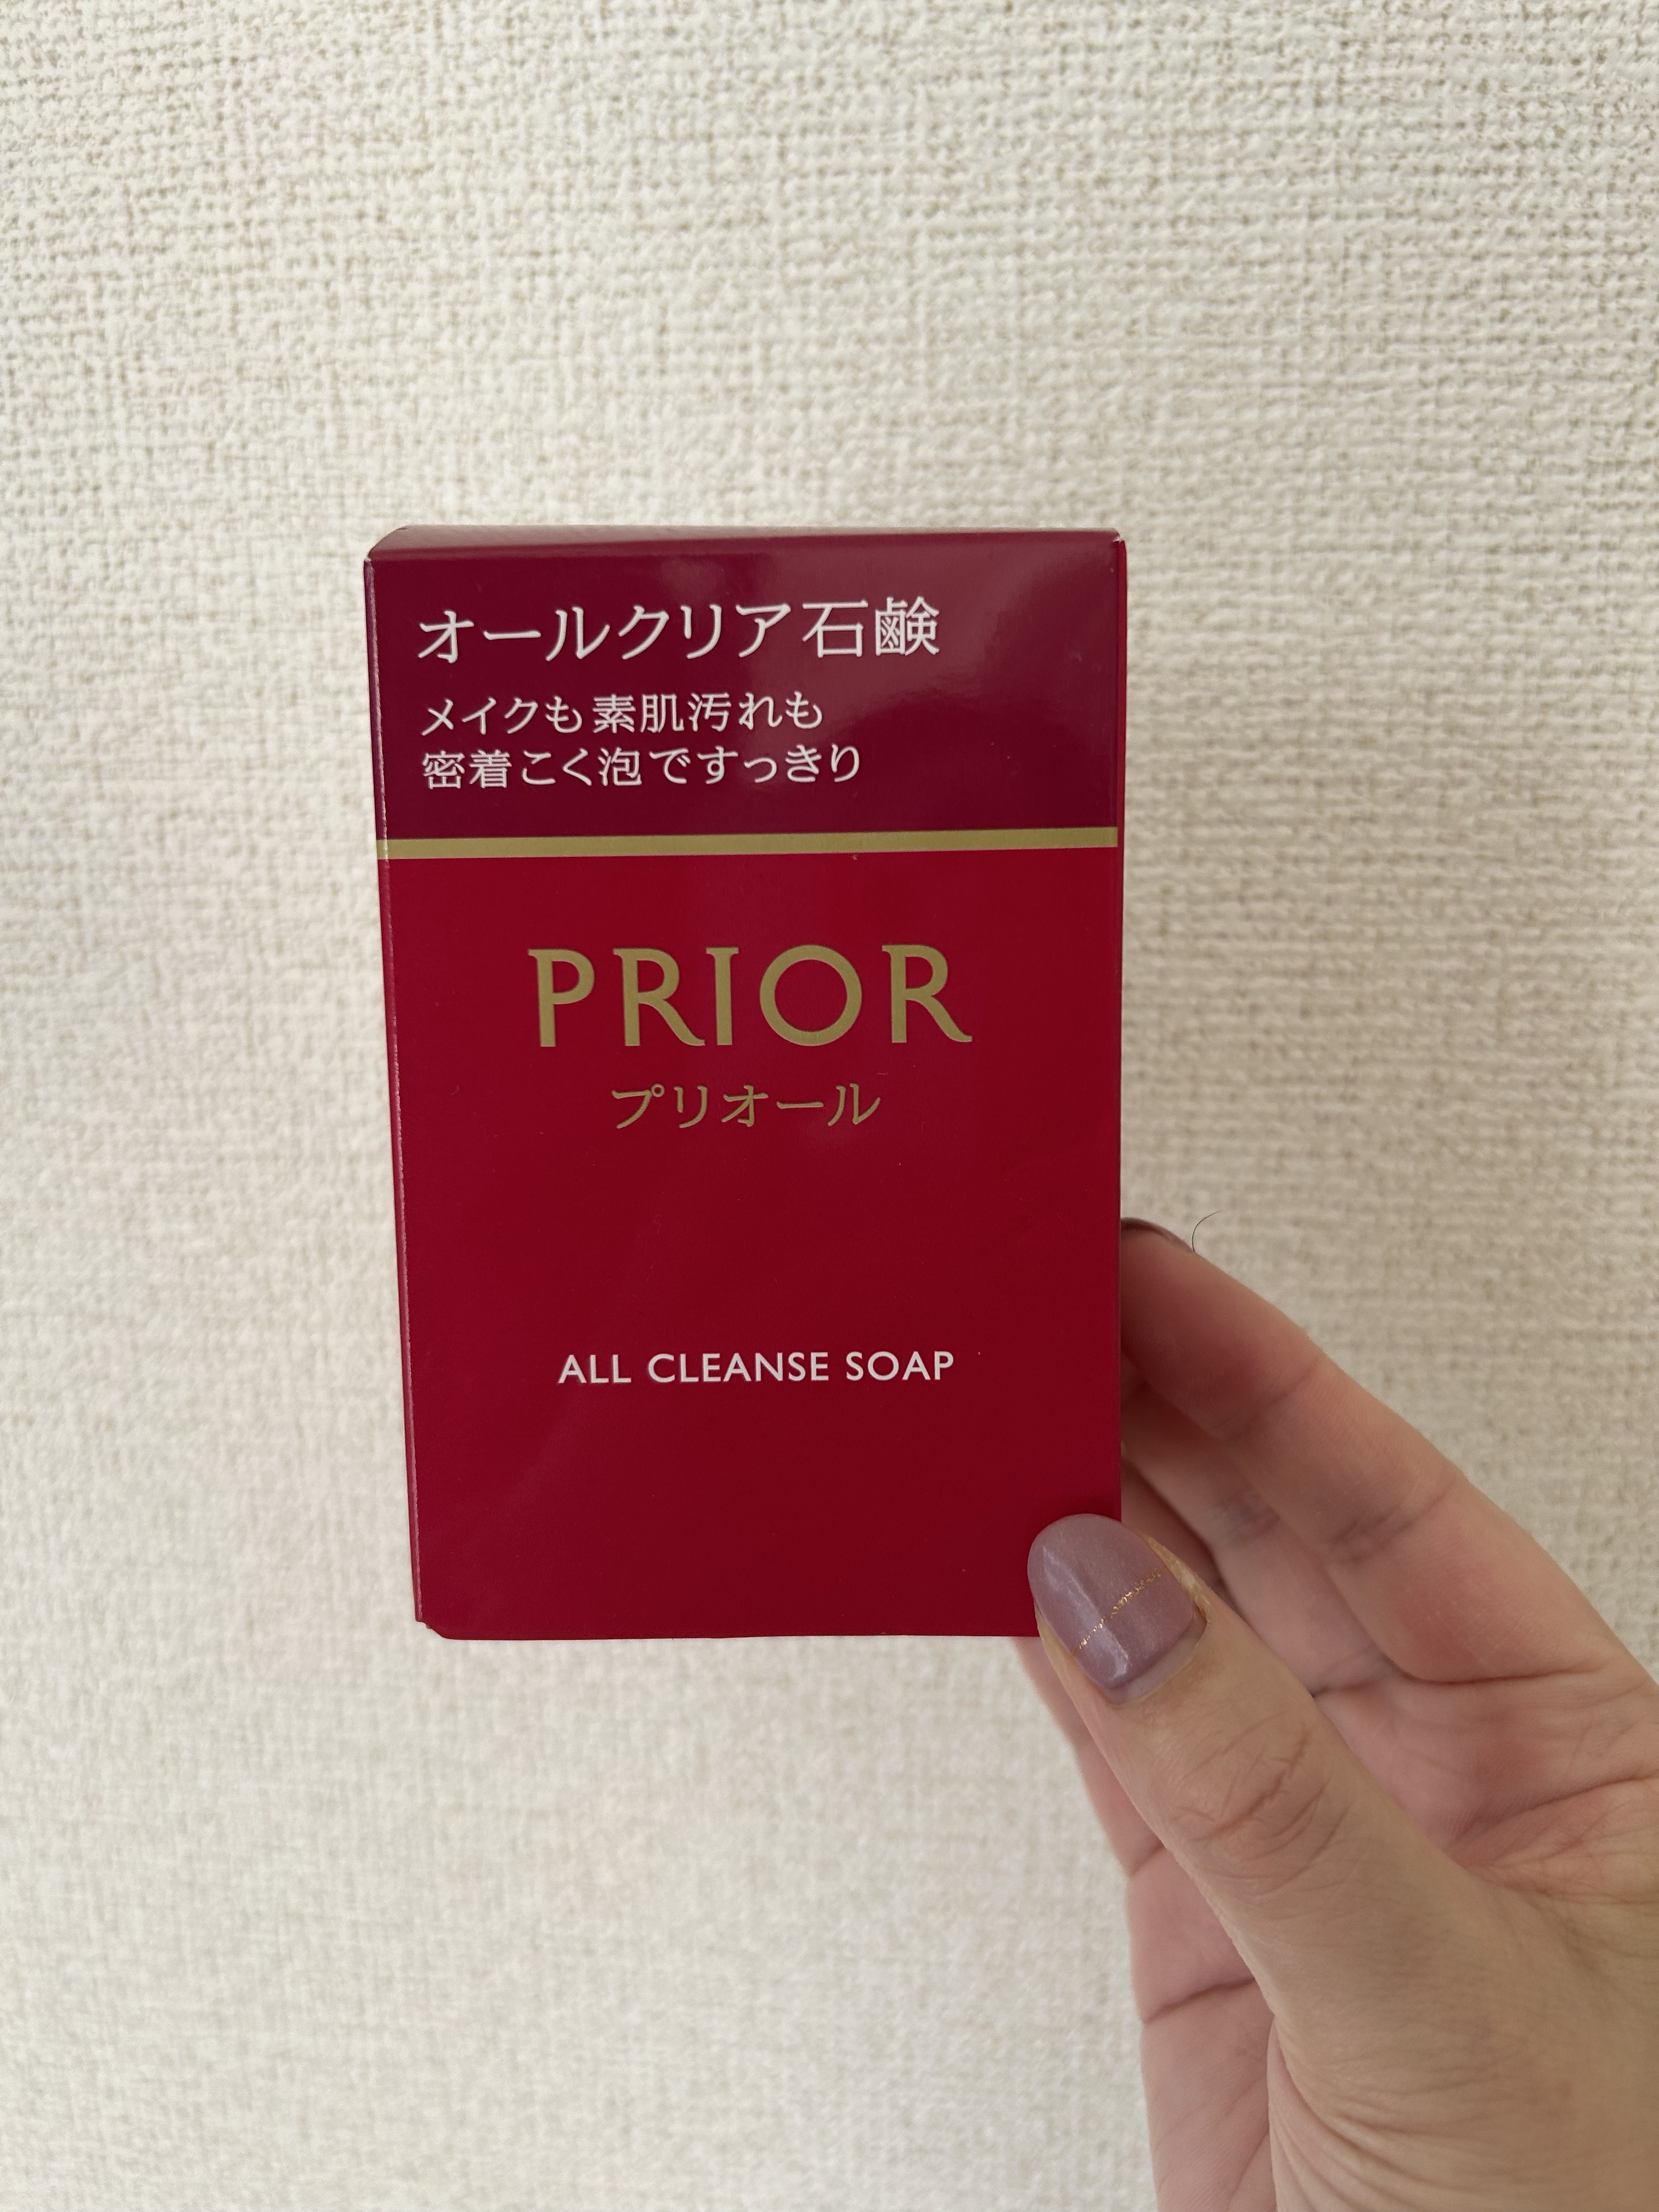 オールクリア石鹸
メイクも素肌汚れも
密着こく泡ですっきり
PRIOR
プリオール
ALL CLEANSE SOAP